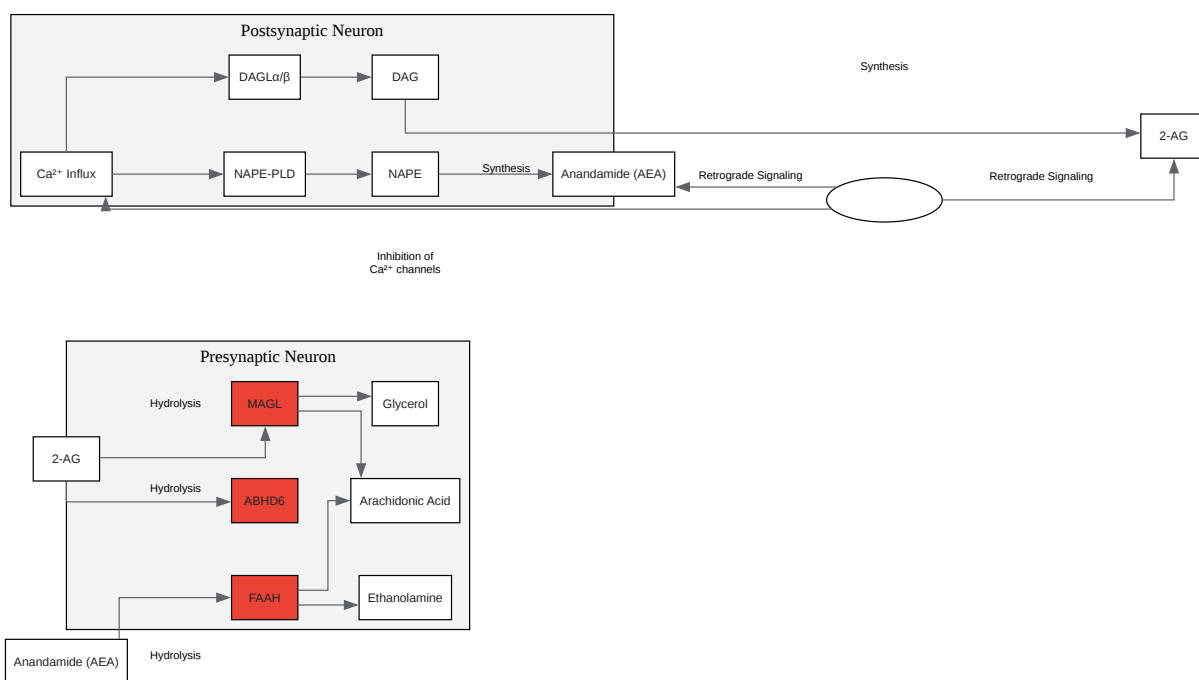 Postsynaptic Neuron
DAGLα/β
DAG
Synthesis
2-AG
Ca²⁺ Influx
NAPE-PLD
NAPE
Synthesis
Anandamide (AEA)
Retrograde Signaling
Retrograde Signaling
Inhibition of
Ca²⁺ channels
Presynaptic Neuron
Hydrolysis
MAGL
Glycerol
2-AG
Hydrolysis
ABHD6
Arachidonic Acid
FAAH
Ethanolamine
Anandamide (AEA)
Hydrolysis